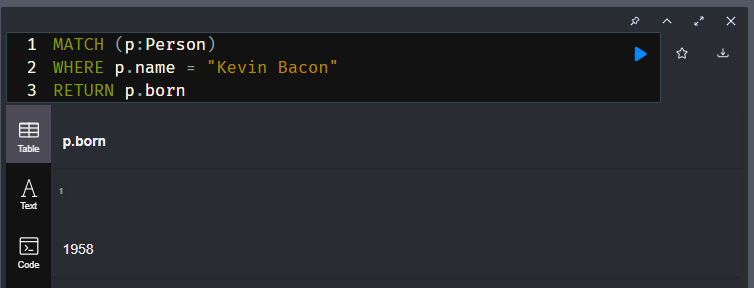 1 MATCH (p:Person)
2 WHERE p.name = "Kevin Bacon"
3 RETURN p.born
Table
p.born
1
Text
1958
Code